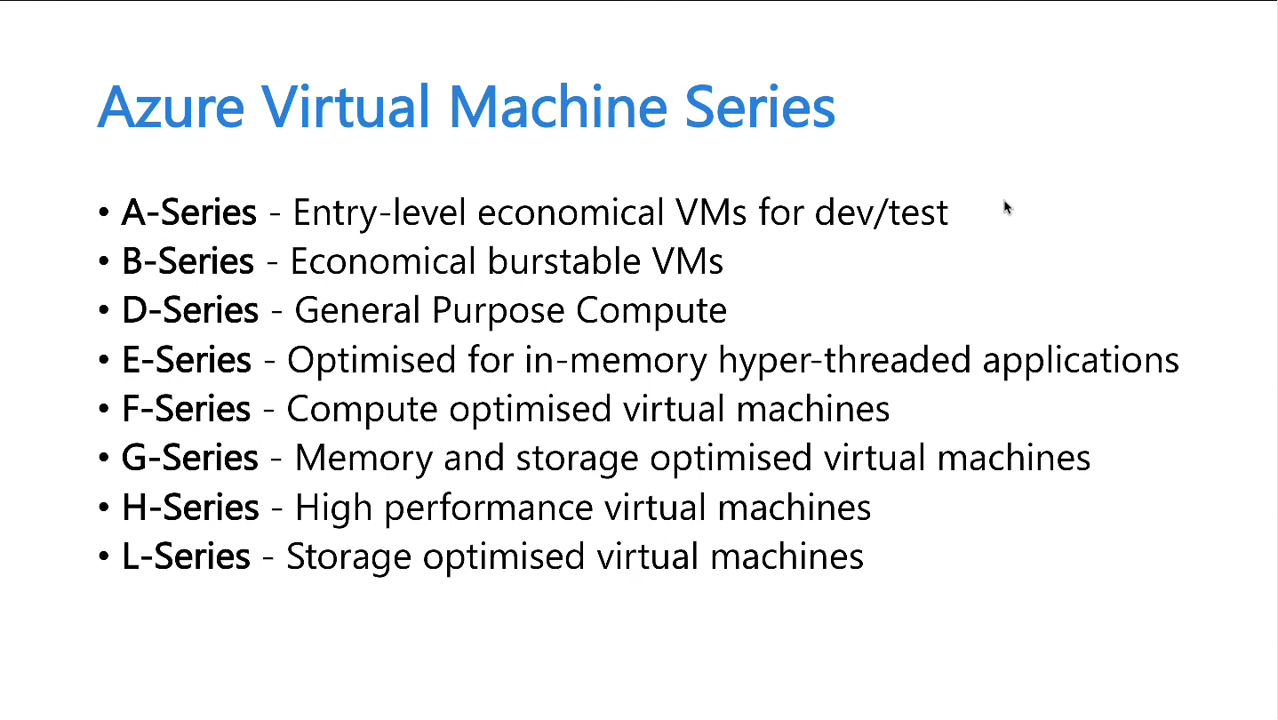 Azure Virtual Machine Series
• A-Series - Entry-level economical VMs for dev/test
• B-Series - Economical burstable VMs
• D-Series - General Purpose Compute
• E-Series - Optimised for in-memory hyper-threaded applications
• F-Series - Compute optimised virtual machines
• G-Series - Memory and storage optimised virtual machines
• H-Series - High performance virtual machines
• L-Series - Storage optimised virtual machines